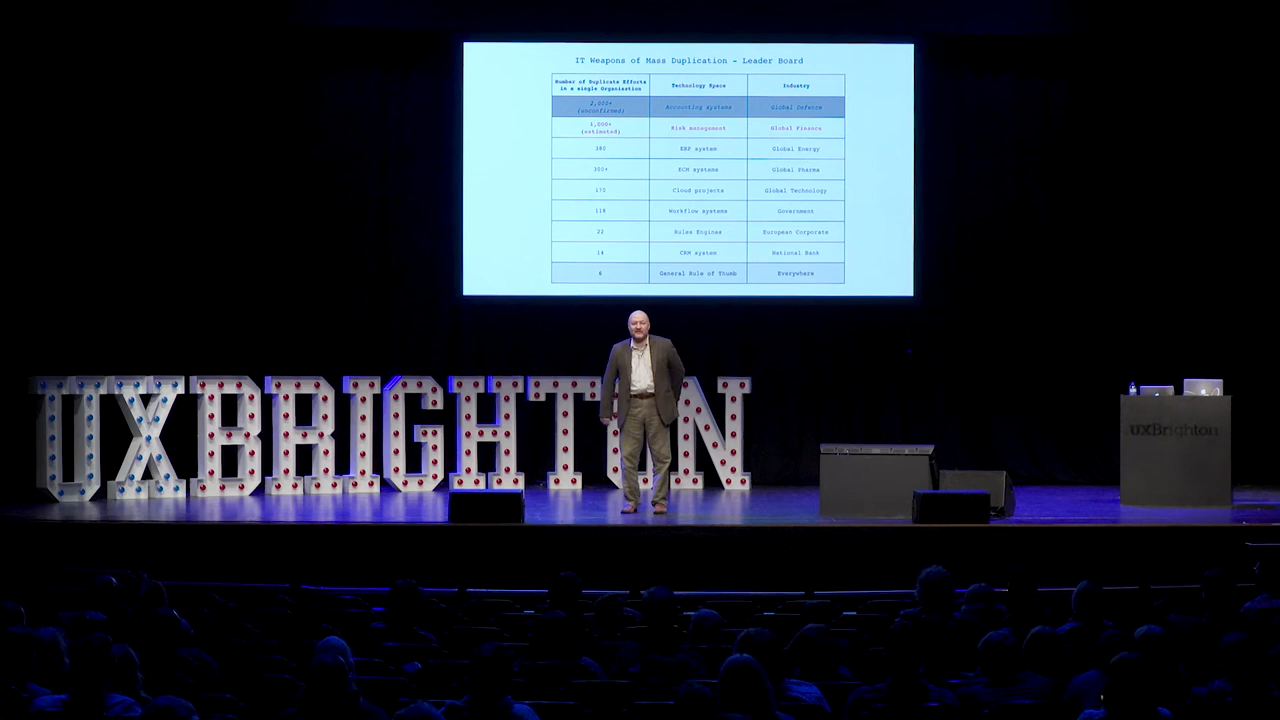 IT Weapons of Mass Duplication - Leader Board
Number of Duplicate Efforts
in a single Organisation
Technology Space
Industry
2,000+
(unconfirmed)
Accounting systems
Global Defence
1,000+
(estimated)
Risk management
Global Finance
380
ERP system
Global Energy
300+
ECM systems
Global Pharma
170
Cloud projects
Global Technology
118
Workflow systems
Government
22
Rules Engines
European Corporate
14
CRM system
National Bank
6
General Rule of Thumb
Everywhere
UXBRIGHTON
UXBrighton